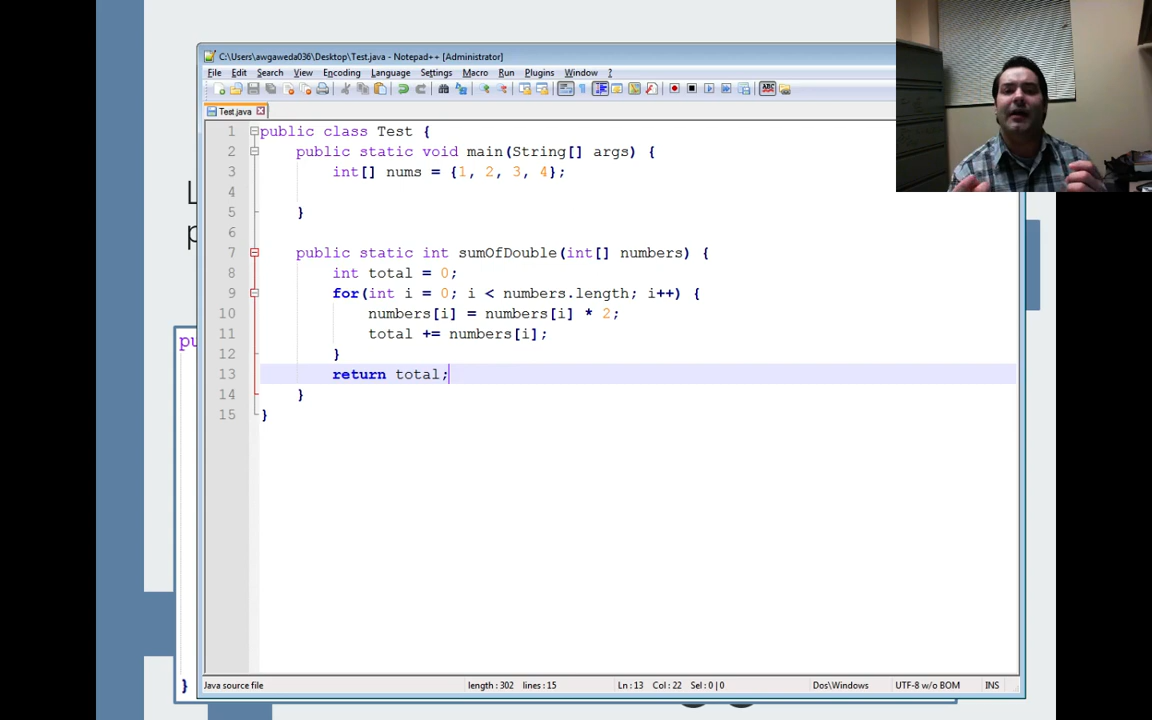 C:\Users\awgaweda036\Desktop\Test.java - Notepad++ [Administrator]
File Edit Search View Encoding Language Settings Macro Run Plugins Window ?
Test.java
1 public class Test {
2 public static void main(String[] args) {
3 int[] nums = {1, 2, 3, 4};
4
5 }
6
7 public static int sumOfDouble(int[] numbers) {
8 int total = 0;
9 for(int i = 0; i < numbers.length; i++) {
10 numbers[i] = numbers[i] * 2;
11 total += numbers[i];
12 }
13 return total;
14 }
15 }
Java source file length : 302 lines : 15 Ln : 13 Col : 22 Sel : 0 | 0 Dos\Windows UTF-8 w/o BOM INS
L
p
pu
}